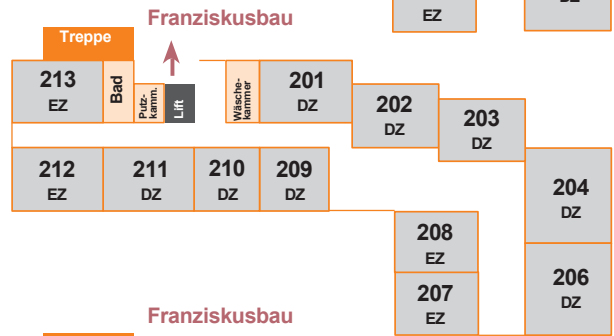 EZ
DZ
Franziskusbau
Treppe
213
EZ
Bad
Putz-
kamm.
Lift
Wäsche-
kammer
201
DZ
202
DZ
203
DZ
212
EZ
211
DZ
210
DZ
209
DZ
204
DZ
208
EZ
207
EZ
206
DZ
Franziskusbau